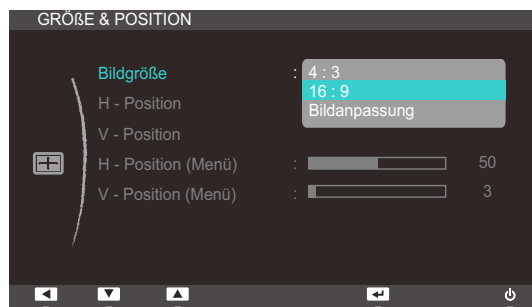 GRÖßE & POSITION
Bildgröße : 4 : 3
16 : 9
H - Position
Bildanpassung
V - Position
H - Position (Menü) : 50
V - Position (Menü) : 3